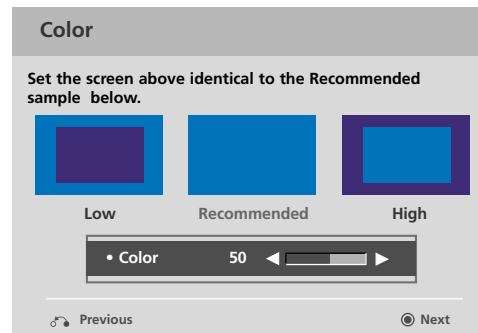 Color
Set the screen above identical to the Recommended
sample below.
Low Recommended High
• Color 50
Previous Next